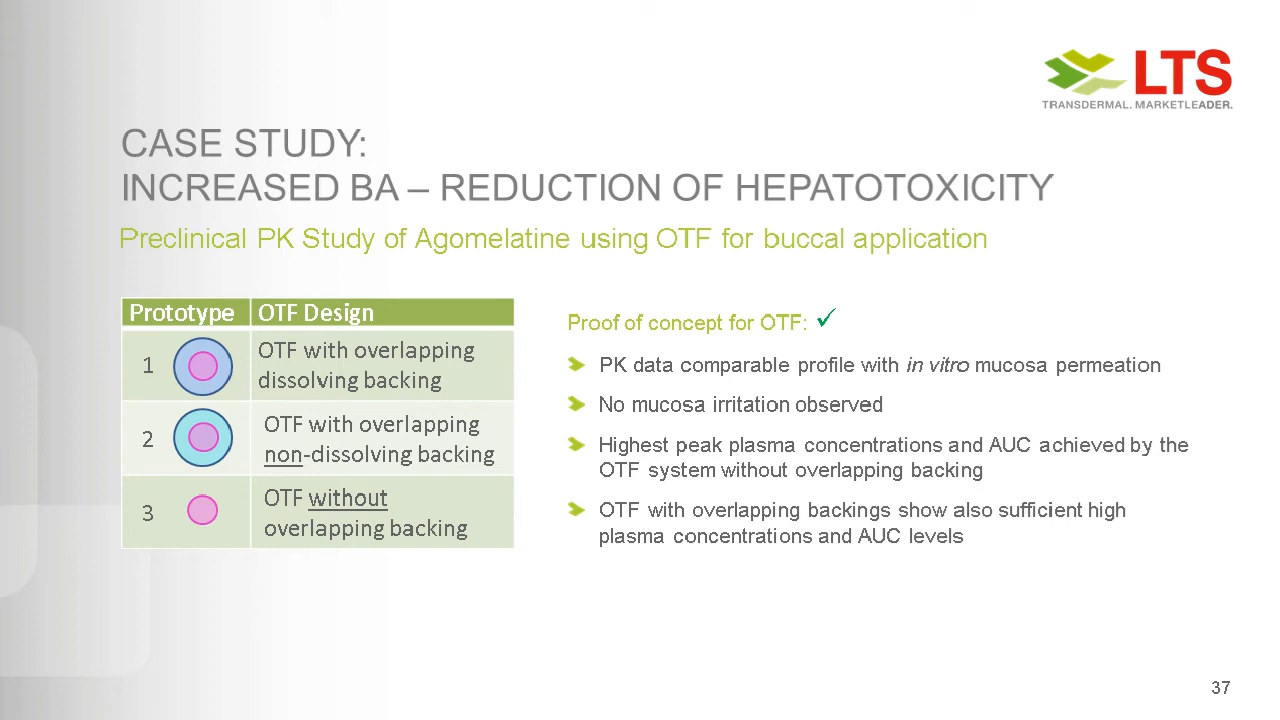 LTS
TRANSDERMAL. MARKETLEADER.
CASE STUDY:
INCREASED BA – REDUCTION OF HEPATOTOXICITY
Preclinical PK Study of Agomelatine using OTF for buccal application
Prototype OTF Design
1 OTF with overlapping
dissolving backing
2 OTF with overlapping
non-dissolving backing
3 OTF without
overlapping backing
Proof of concept for OTF: ✓
PK data comparable profile with in vitro mucosa permeation
No mucosa irritation observed
Highest peak plasma concentrations and AUC achieved by the
OTF system without overlapping backing
OTF with overlapping backings show also sufficient high
plasma concentrations and AUC levels
37